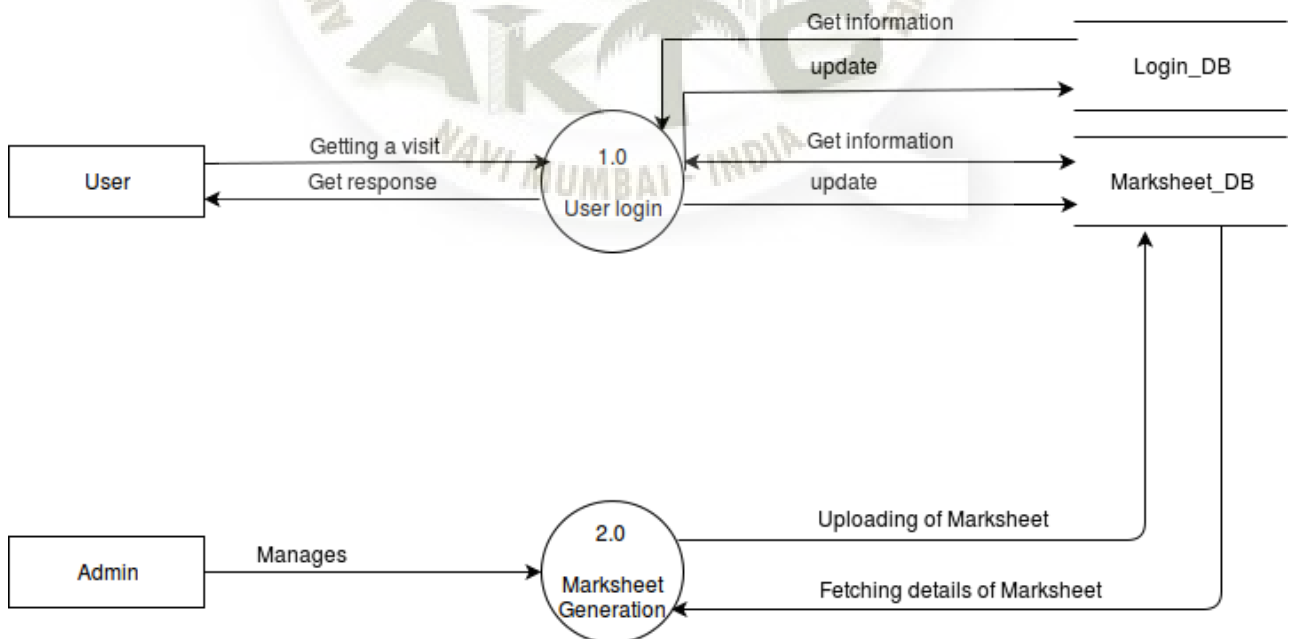 Get information
update
Login_DB
Getting a visit
Get response
1.0
User login
Get information
update
Marksheet_DB
User
AKTC
NAVI MUMBAI - INDIA
Uploading of Marksheet
2.0
Marksheet
Generation
Manages
Admin
Fetching details of Marksheet